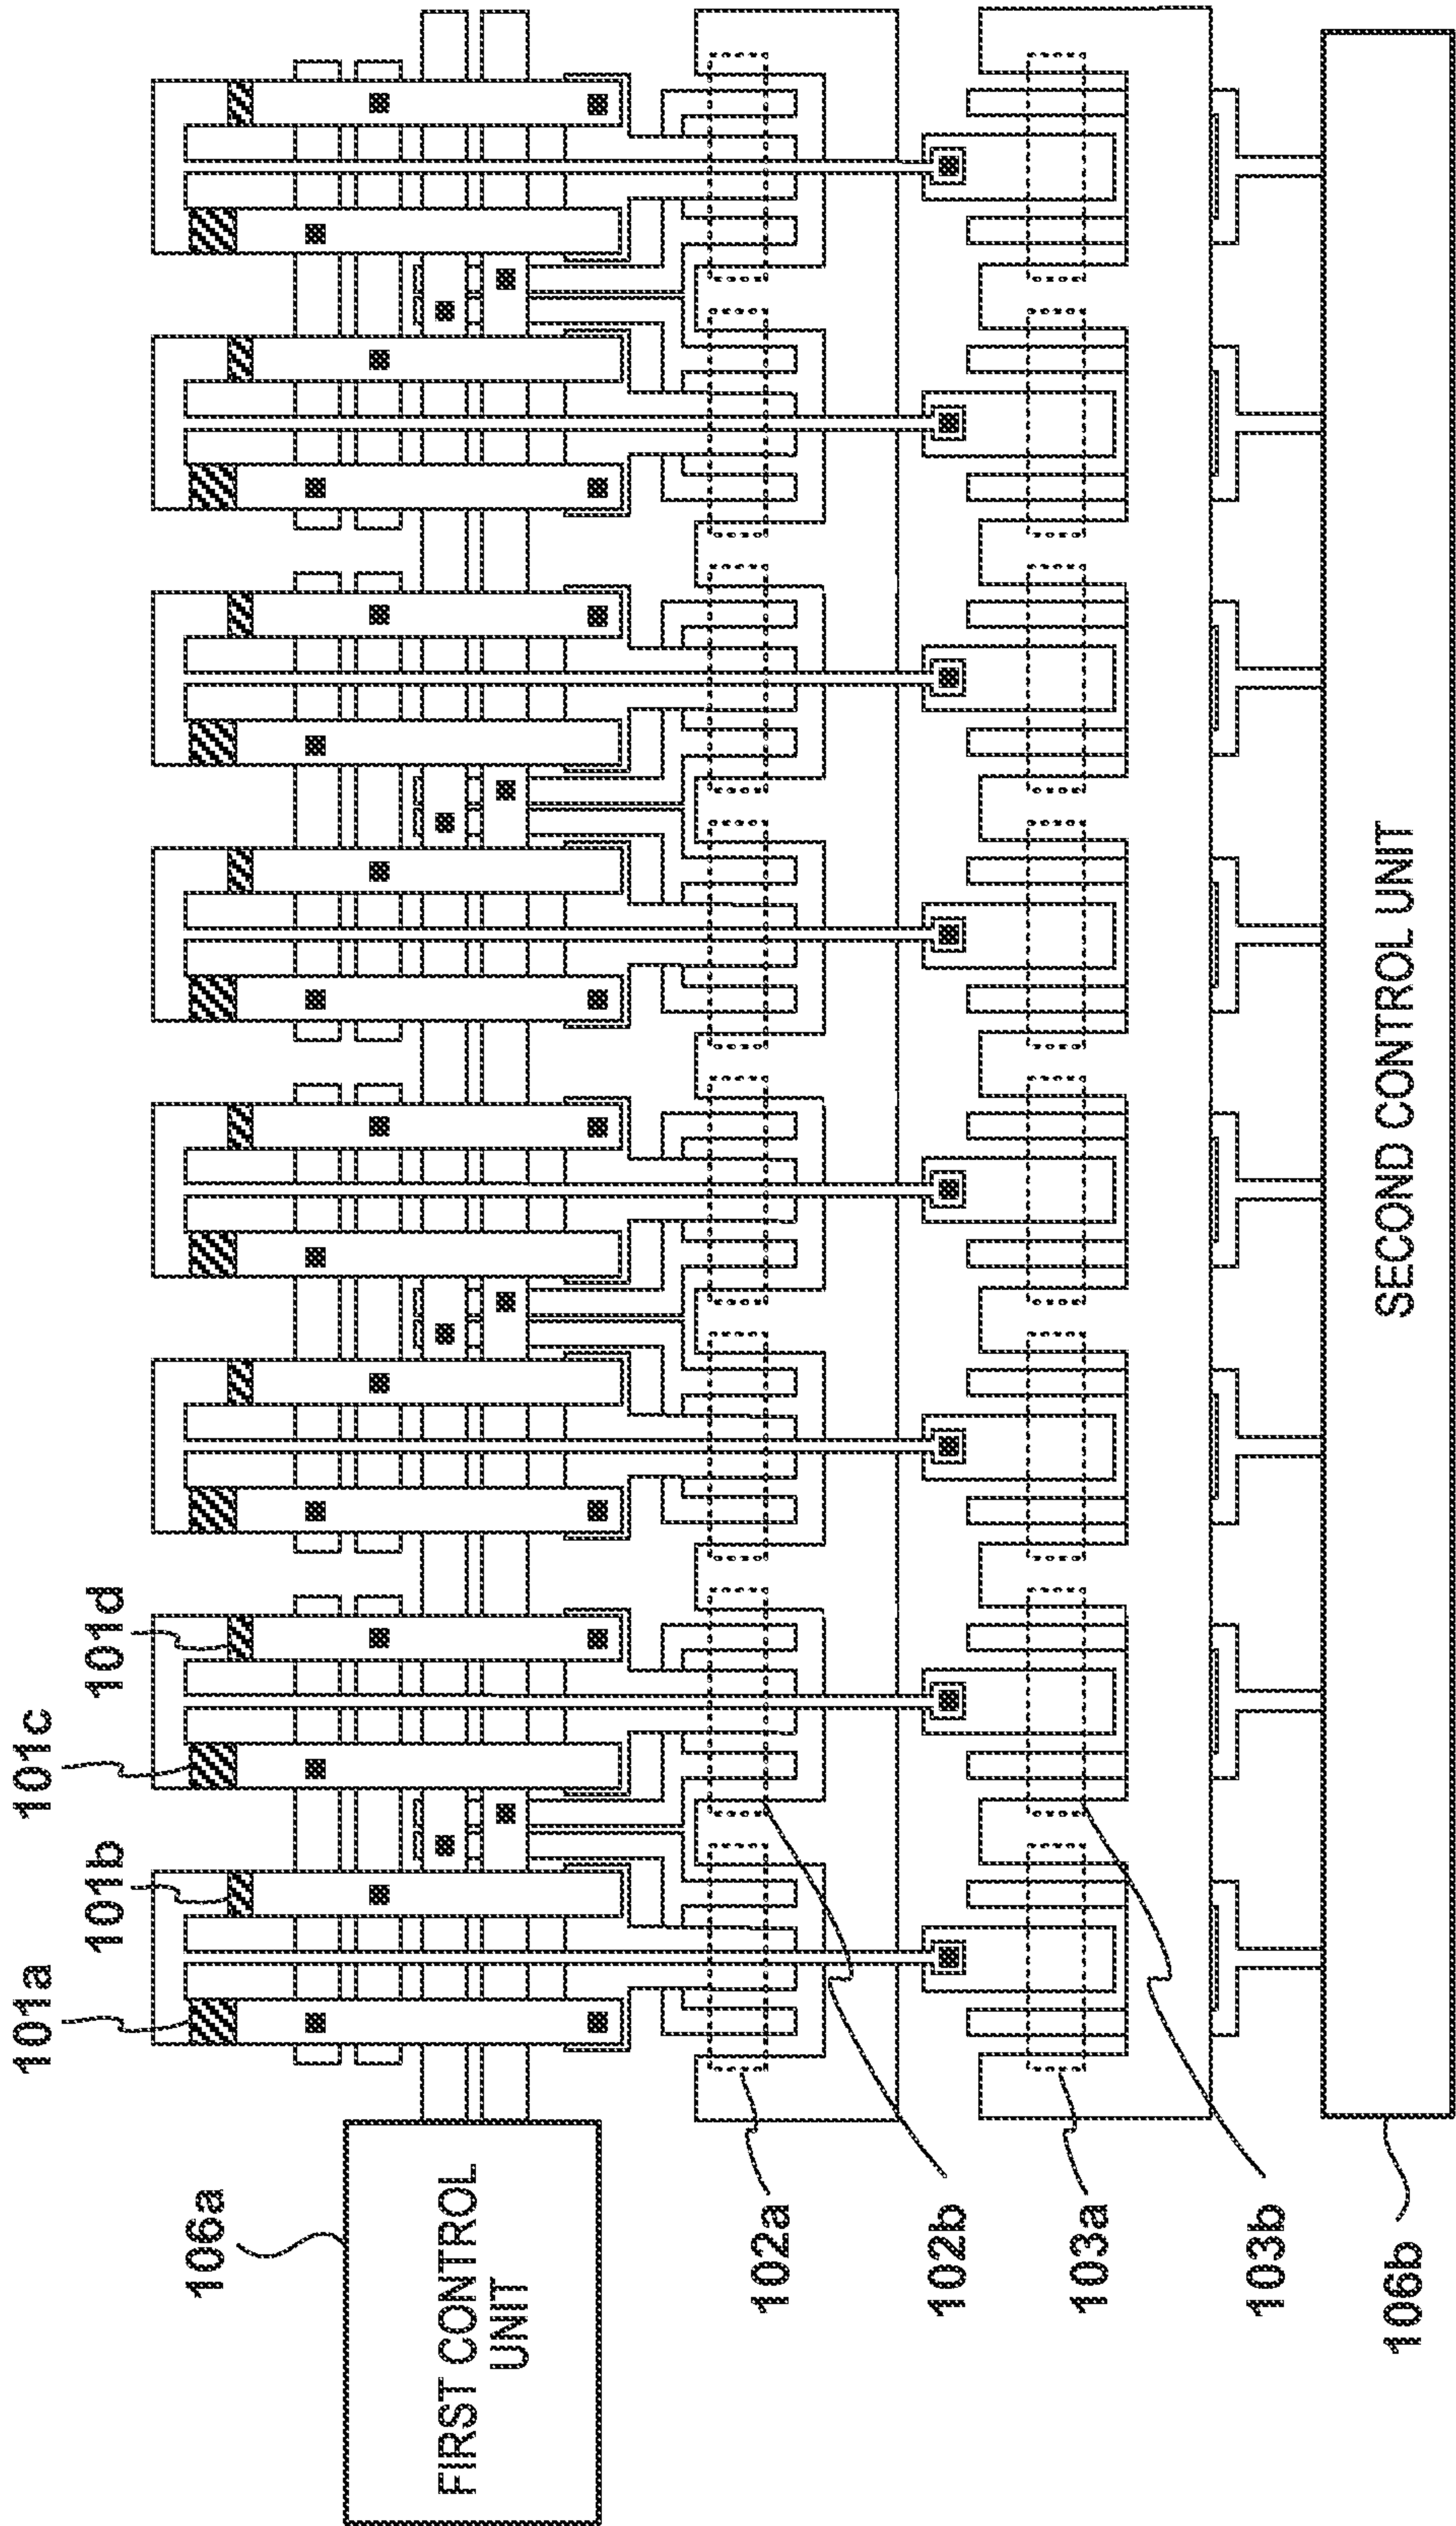 101a
101b
101c
101d
106a
FIRST CONTROL
UNIT
102a
102b
103a
103b
106b
SECOND CONTROL UNIT